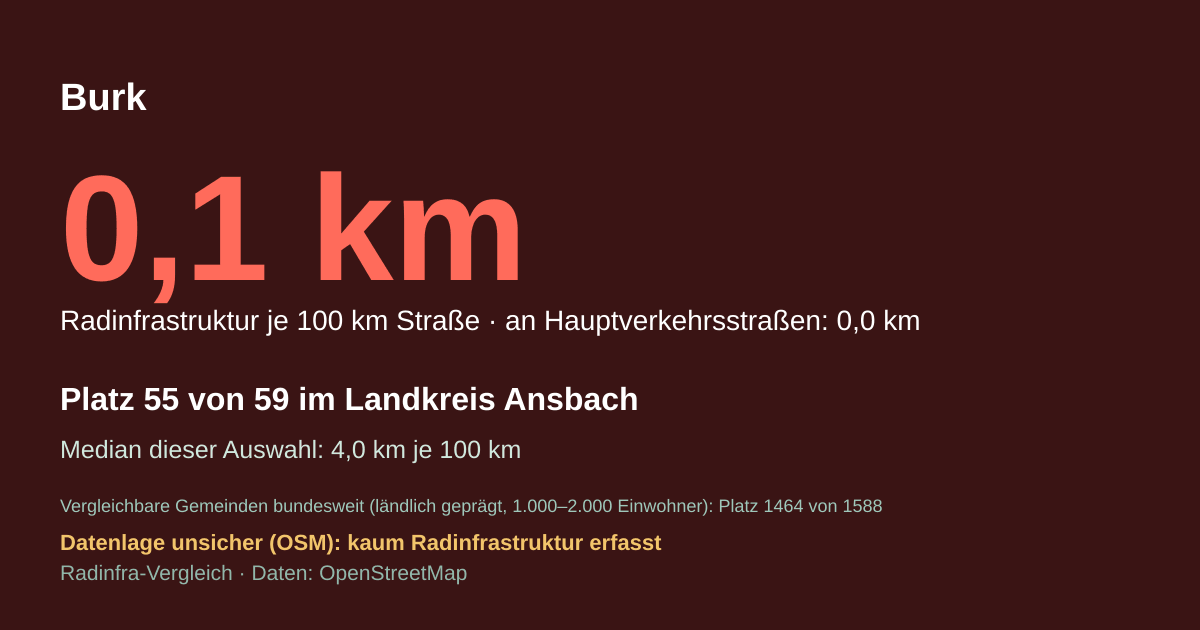 Burk
0,1 km
Radinfrastruktur je 100 km Straße · an Hauptverkehrsstraßen: 0,0 km
Platz 55 von 59 im Landkreis Ansbach
Median dieser Auswahl: 4,0 km je 100 km
Vergleichbare Gemeinden bundesweit (ländlich geprägt, 1.000–2.000 Einwohner): Platz 1464 von 1588
Datenlage unsicher (OSM): kaum Radinfrastruktur erfasst
Radinfra-Vergleich · Daten: OpenStreetMap